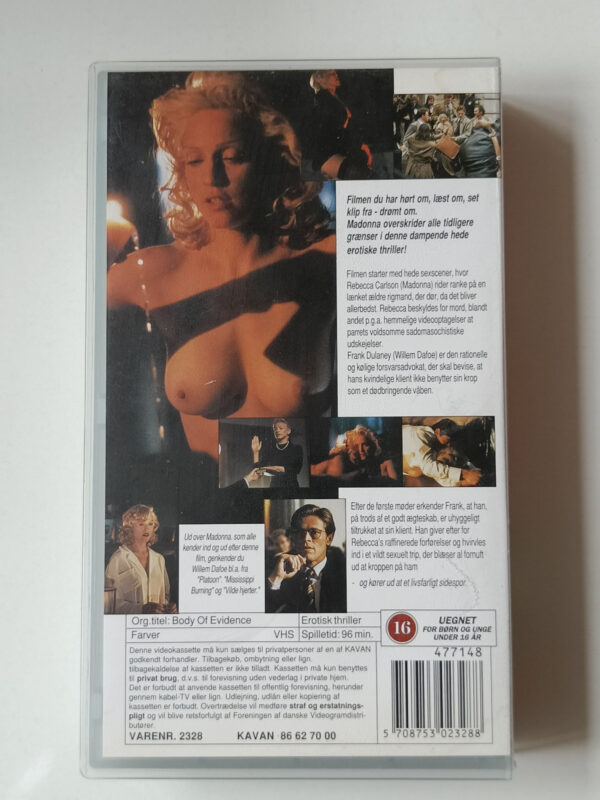 Filmen du har hørt om, læst om, set
klip fra - drømt om.
Madonna overskrider alle tidligere
grænser i denne dampende hede
erotiske thriller!
Filmen starter med hede sexscener, hvor
Rebecca Carlson (Madonna) rider ranke på en
lænket ældre rigmand, der dør, da det bliver
allerbedst. Rebecca beskyldes for mord, blandt
andet p.g.a. hemmelige videooptagelser at
parrets voldsomme sadomasochistiske
udskejelser.
Frank Dulaney (Willem Dafoe) er den rationelle
og kølige forsvarsadvokat, der skal bevise, at
hans kvindelige klient ikke benytter sin krop
som et dødbringende våben.
Efter de første møder erkender Frank, at han,
på trods af et godt ægteskab, er uhyggeligt
tiltrukket at sin klient. Han giver efter for
Rebecca's raffinerede forførelser og hvirvles
ind i et vildt sexuelt trip, der blæser al fornuft
ud at kroppen på ham
- og kører ud at et livsfarligt sidespor.
Ud over Madonna, som alle
kender ind og ud efter denne
film, genkender du
Willem Dafoe bl.a. fra
"Platoon". "Mississippi
Burning" og "Vilde hjerter."
Org.titel: Body Of Evidence
Erotisk thriller
Farver
VHS
Spilletid: 96 min.
16
UEGNET
FOR BØRN OG UNGE
UNDER 16 ÅR
Denne videokassette må kun sælges til privatpersoner af en af KAVAN
godkendt forhandler. Tilbagekøb, ombytning eller lign.
tilbagekaldelse af kassetten er ikke tilladt. Kassetten må kun benyttes
til privat brug, d.v.s. til forevisning uden vederlag i private hjem.
Det er forbudt at anvende kassetten til offentlig forevisning, herunder
gennem kabel-TV eller lign. Udlejning, udlån eller kopiering af
kassetten er forbudt. Overtrædelse vil medføre straf og erstatnings-
pligt og vil blive retsforfulgt af Foreningen af danske Videogramdistri-
butører.
VARENR. 2328
KAVAN 86 62 70 00
477148
5 708753 023288